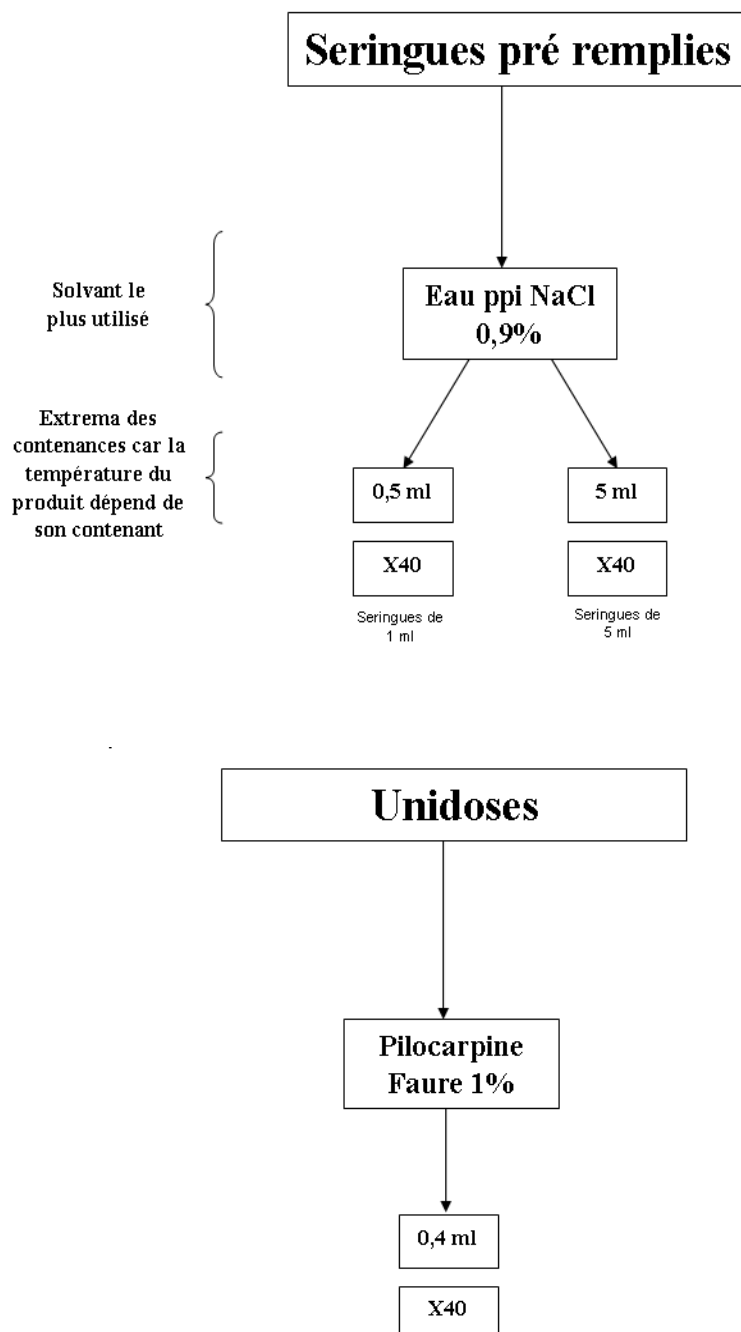 Seringues pré remplies
Solvant le
plus utilisé
Eau ppi NaCl
0,9%
Extrema des
contenances car la
température du
produit dépend de
son contenant
0,5 ml
5 ml
X40
X40
Seringues de
1 ml
Seringues de
5 ml
Unidoses
Pilocarpine
Faure 1%
0,4 ml
X40